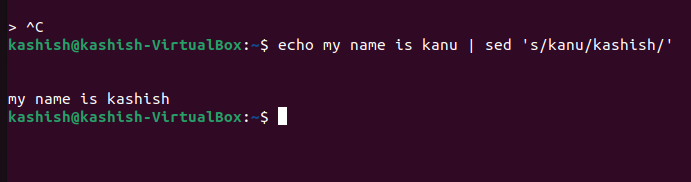 > ^C
kashish@kashish-VirtualBox:~$ echo my name is kanu | sed 's/kanu/kashish/'
my name is kashish
kashish@kashish-VirtualBox:~$